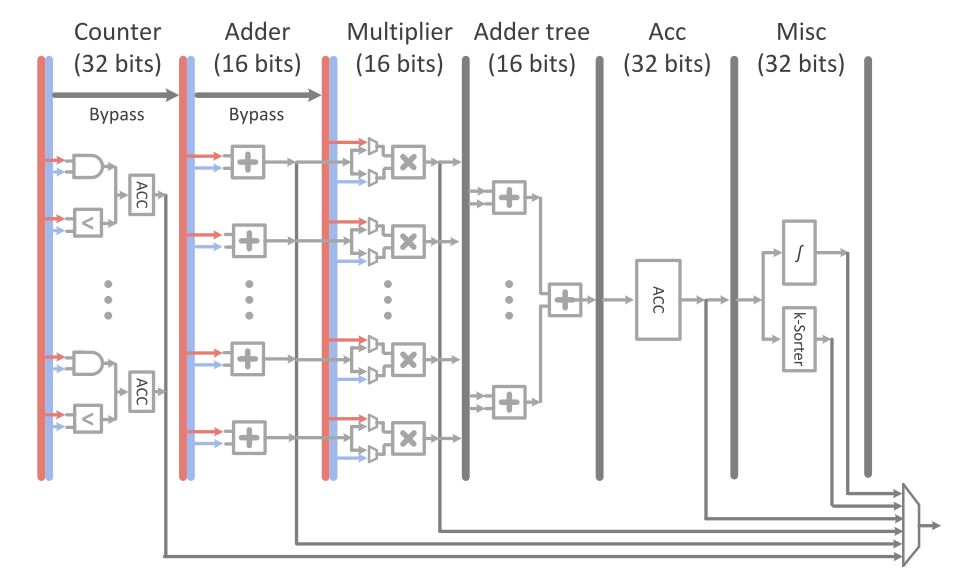 Counter
(32 bits)
Adder
(16 bits)
Multiplier
(16 bits)
Adder tree
(16 bits)
Acc
(32 bits)
Misc
(32 bits)
Bypass
Bypass
ACC
<
+
+
×
×
+
+
ACC
∫
k-Sorter
ACC
<
+
+
×
×
+